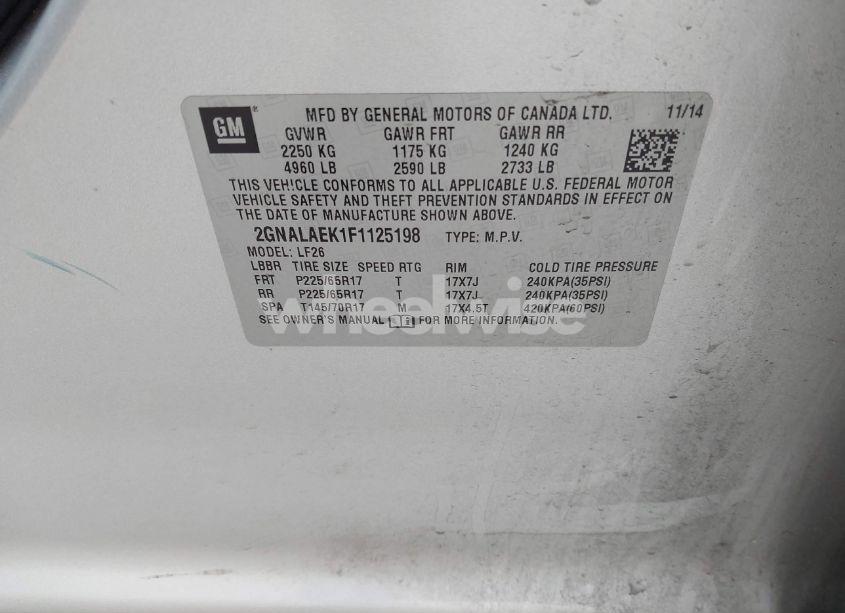 GM ®
MFD BY GENERAL MOTORS OF CANADA LTD. 11/14
GVWR GAWR FRT GAWR RR
2250 KG 1175 KG 1240 KG
4960 LB 2590 LB 2733 LB
THIS VEHICLE CONFORMS TO ALL APPLICABLE U.S. FEDERAL MOTOR
VEHICLE SAFETY AND THEFT PREVENTION STANDARDS IN EFFECT ON
THE DATE OF MANUFACTURE SHOWN ABOVE.
2GNALAEK1F1125198 TYPE: M.P.V.
MODEL: LF26
LBBR TIRE SIZE SPEED RTG RIM COLD TIRE PRESSURE
FRT P225/65R17 T 17X7J 240KPA(35PSI)
RR P225/65R17 T 17X7J 240KPA(35PSI)
SPA T145/70R17 M 17X4.5T 420KPA(60PSI)
SEE OWNER'S MANUAL FOR MORE INFORMATION.
wheelwise